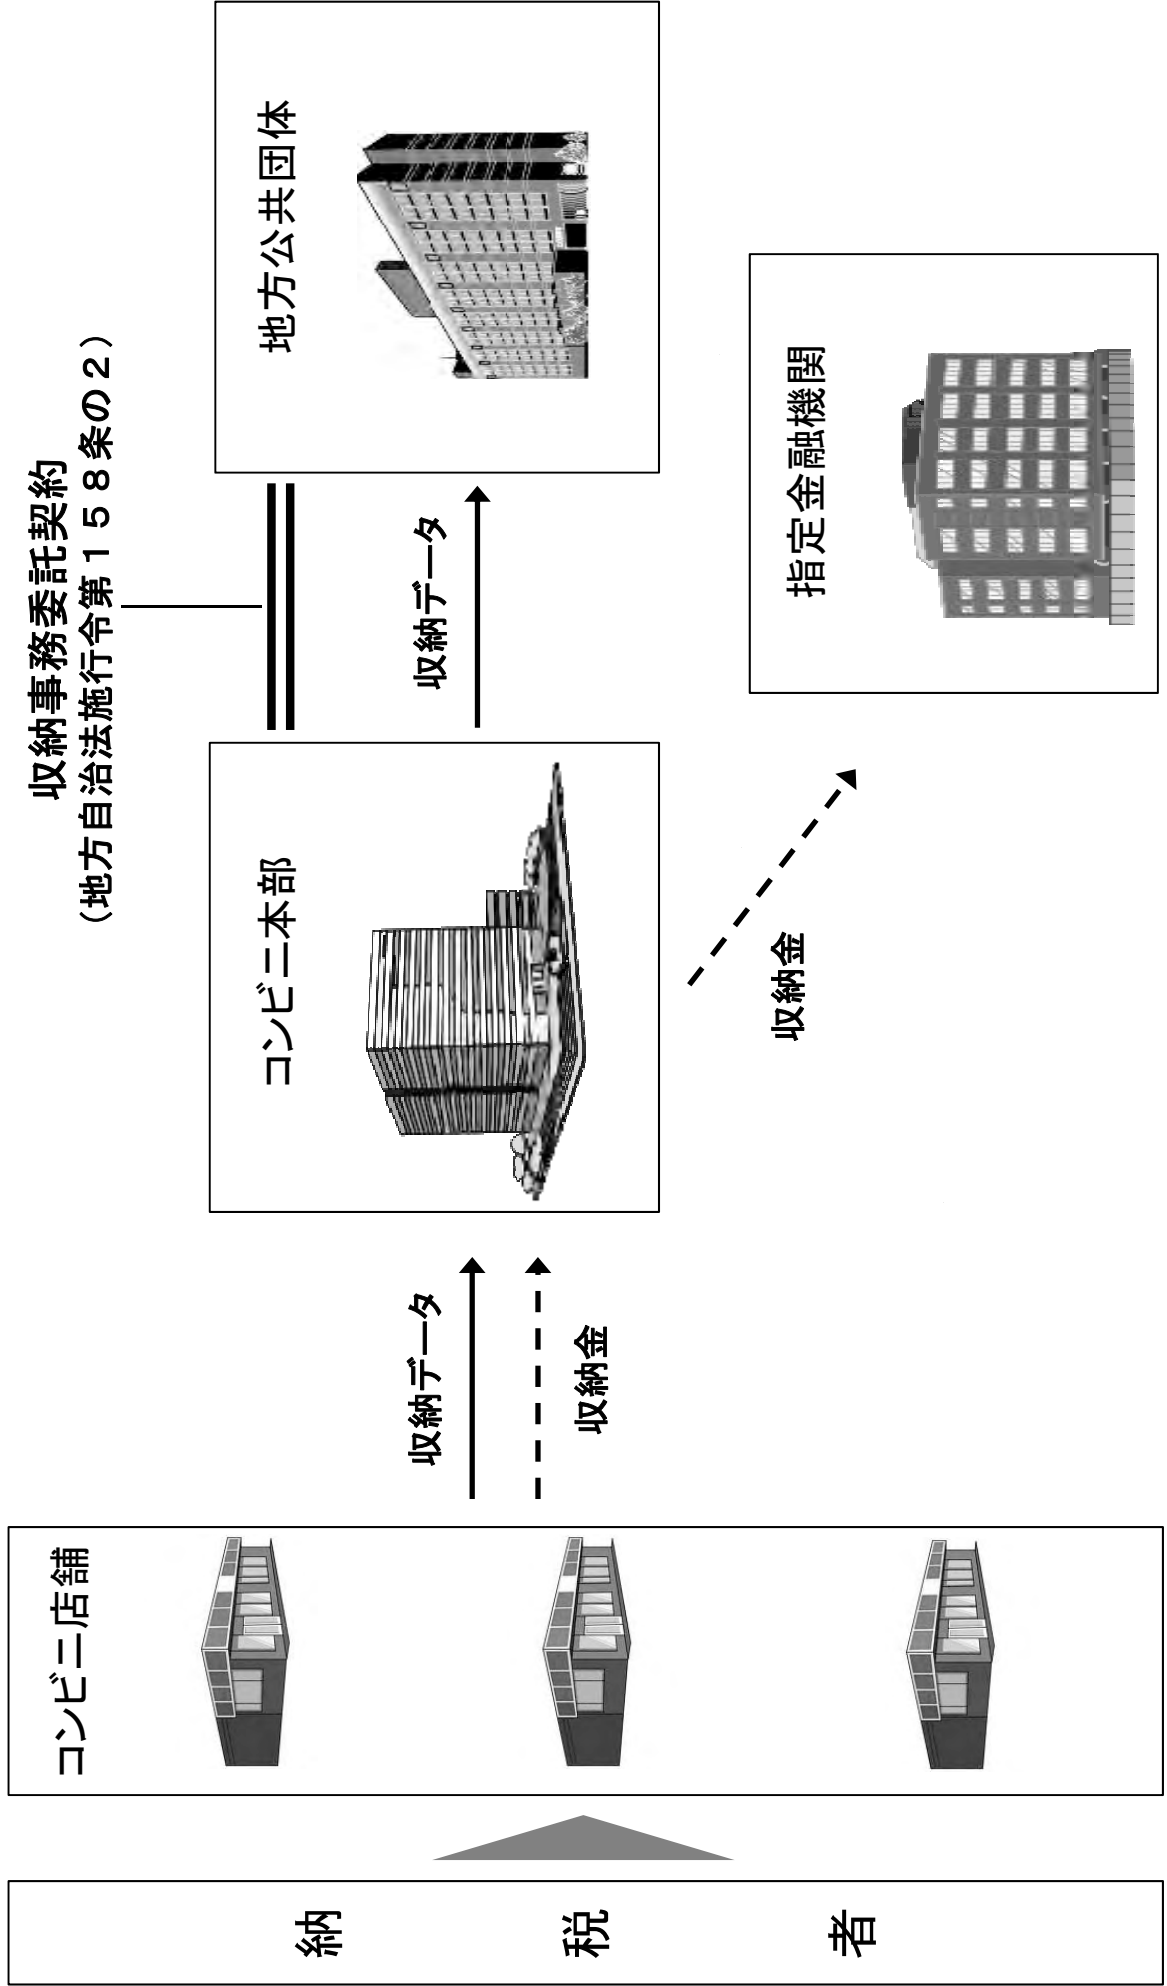 収納事務委託契約
（地方自治法施行令第１５８条の２）
納税者
コンビニ店舗
収納データ
収納金
コンビニ本部
収納データ
収納金
地方公共団体
指定金融機関